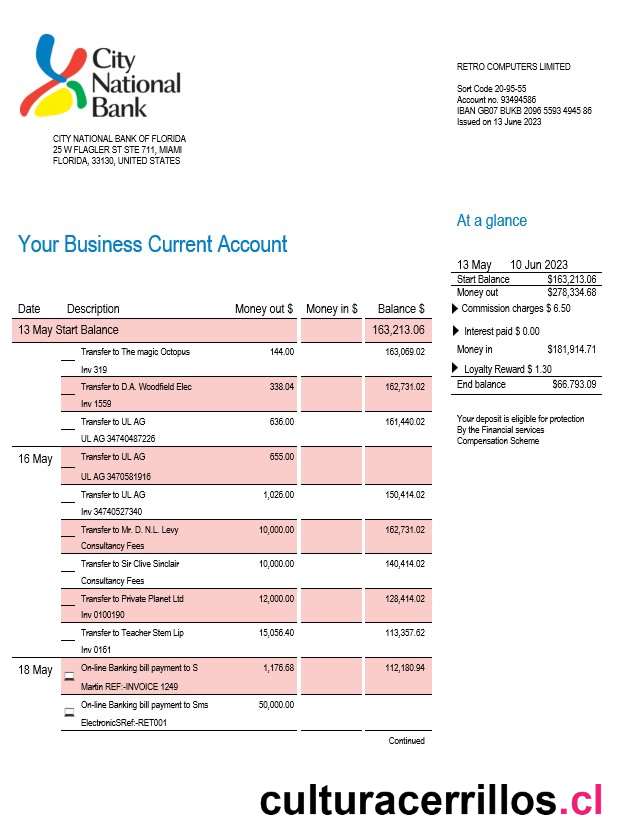 City
National
Bank
CITY NATIONAL BANK OF FLORIDA
25 W FLAGLER ST STE 711, MIAMI
FLORIDA, 33130, UNITED STATES
RETRO COMPUTERS LIMITED
Sort Code 20-95-55
Account no. 93494586
IBAN GB07 BUKB 2096 5593 4945 86
Issued on 13 June 2023
At a glance
13 May 10 Jun 2023
Start Balance $163,213.06
Money out $278,334.68
Commission charges $ 6.50
Interest paid $ 0.00
Money in $181,914.71
Loyalty Reward $ 1.30
End balance $66.793.09
Your deposit is eligible for protection
By the Financial services
Compensation Scheme
Your Business Current Account
Date Description Money out $ Money in $ Balance $
13 May Start Balance 163,213.06
Transfer to The magic Octopus 144.00 163,069.02
Inv 319
Transfer to D.A. Woodfield Elec 338.04 162,731.02
Inv 1559
Transfer to UL AG 636.00 161,440.02
UL AG 34740487226
16 May Transfer to UL AG 655.00
UL AG 3470581916
Transfer to UL AG 1,026.00 150,414.02
Inv 34740527340
Transfer to Mr. D. N.L. Levy 10,000.00 162,731.02
Consultancy Fees
Transfer to Sir Clive Sinclair 10,000.00 140,414.02
Consultancy Fees
Transfer to Private Planet Ltd 12,000.00 128,414.02
Inv 0100190
Transfer to Teacher Stem Lip 15,056.40 113,357.62
Inv 0161
18 May On-line Banking bill payment to S 1,176.68 112,180.94
Martin REF:-INVOICE 1249
On-line Banking bill payment to Sms 50,000.00
ElectronicSRef:-RET001
Continued
culturacerrillos.cl